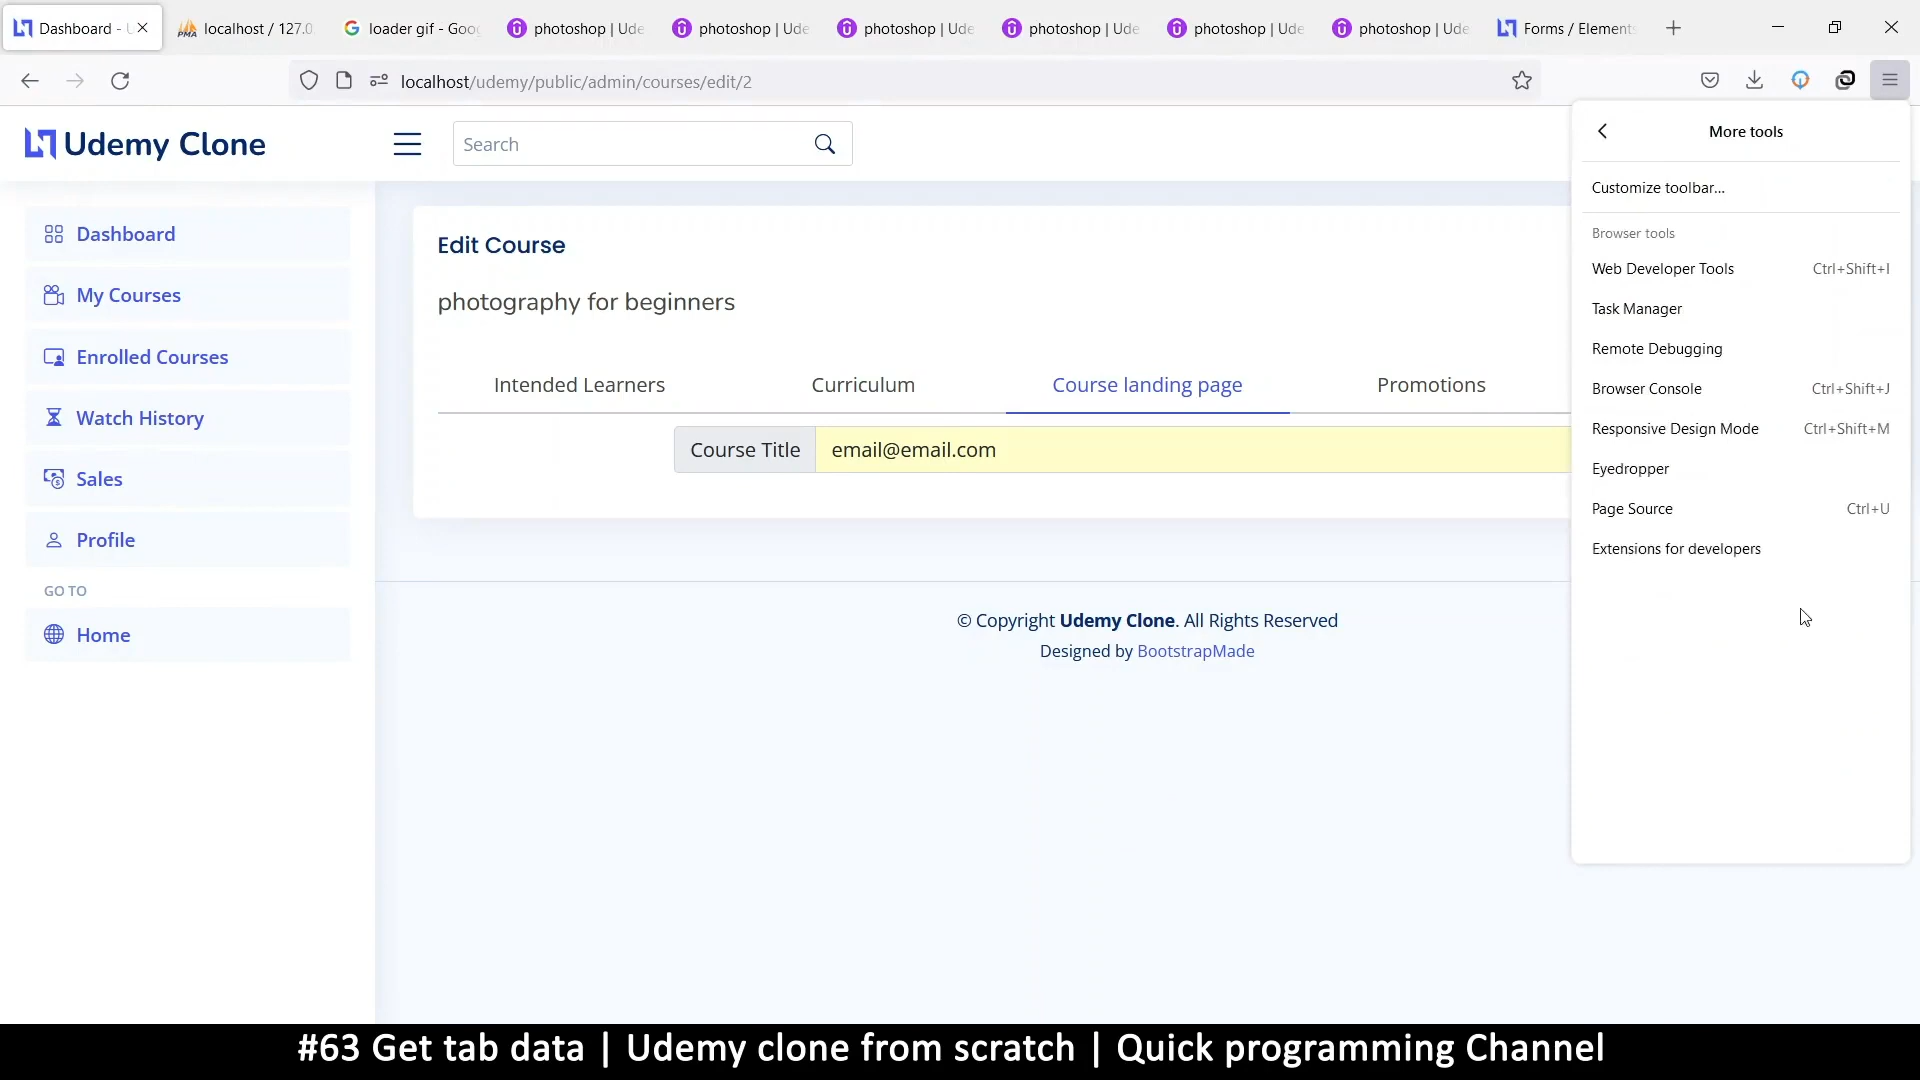 Dashboard - U
localhost / 127.0
loader gif - Goog
photoshop | Ude
photoshop | Ude
photoshop | Ude
photoshop | Ude
photoshop | Ude
photoshop | Ude
Forms / Elements
localhost/udemy/public/admin/courses/edit/2
Udemy Clone
Search
Dashboard
My Courses
Enrolled Courses
Watch History
Sales
Profile
GO TO
Home
Edit Course
photography for beginners
Intended Learners
Curriculum
Course landing page
Promotions
Course Title
email@email.com
© Copyright Udemy Clone. All Rights Reserved
Designed by BootstrapMade
More tools
Customize toolbar...
Browser tools
Web Developer Tools Ctrl+Shift+I
Task Manager
Remote Debugging
Browser Console Ctrl+Shift+J
Responsive Design Mode Ctrl+Shift+M
Eyedropper
Page Source Ctrl+U
Extensions for developers
#63 Get tab data | Udemy clone from scratch | Quick programming Channel